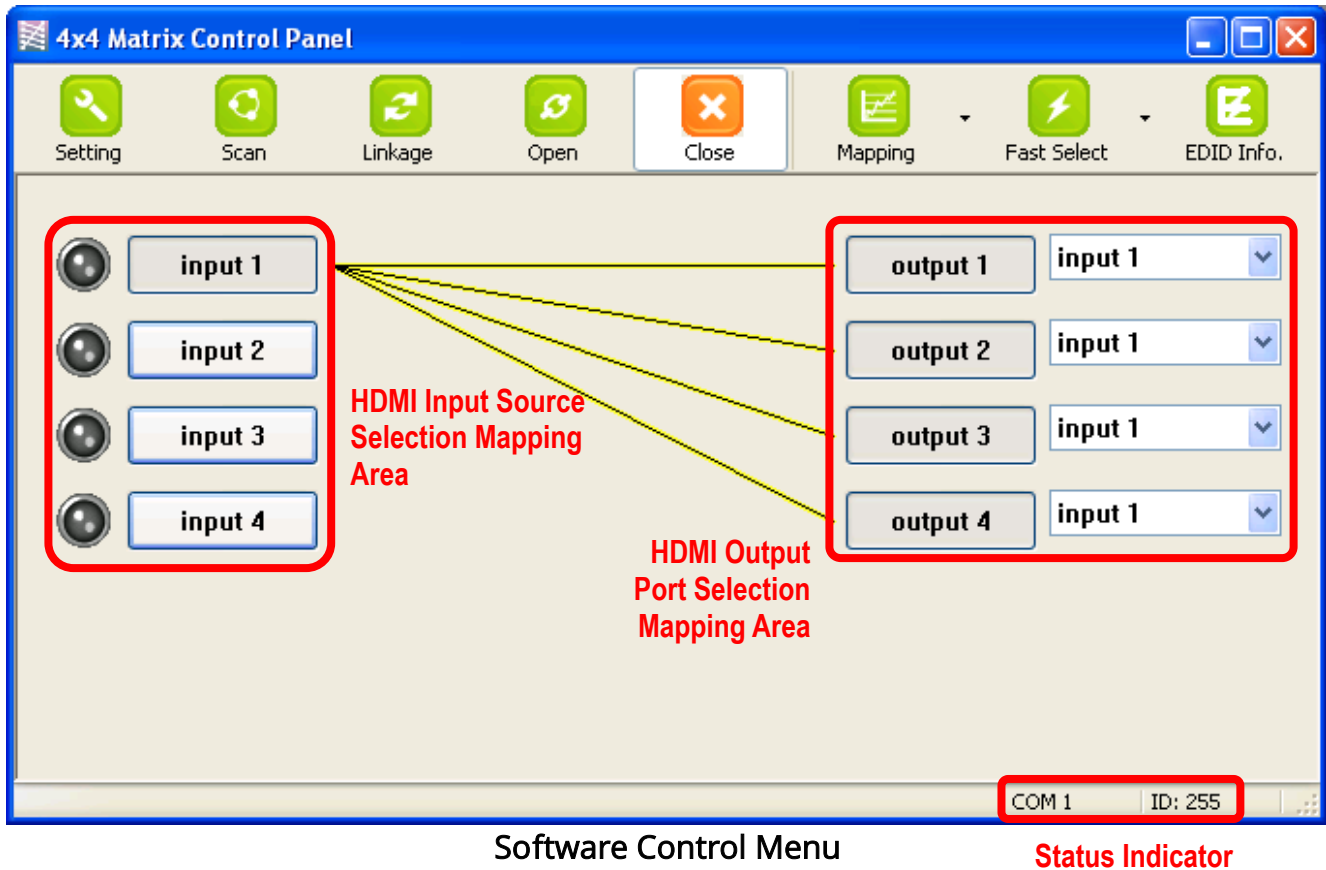 4x4 Matrix Control Panel
Setting Scan Linkage Open Close Mapping Fast Select EDID Info.
input 1 output 1 input 1
input 2 output 2 input 1
input 3 output 3 input 1
input 4 output 4 input 1
HDMI Input Source
Selection Mapping
Area
HDMI Output
Port Selection
Mapping Area
COM 1 ID: 255
Software Control Menu
Status Indicator